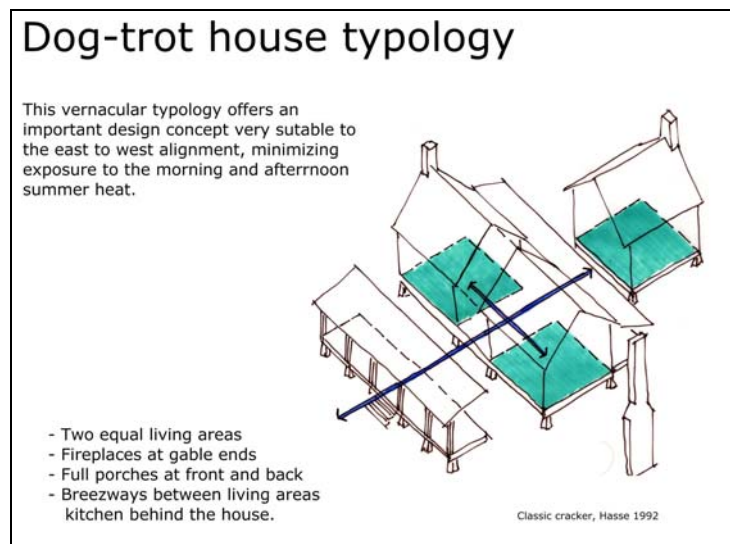 Dog-trot house typology
This vernacular typology offers an
important design concept very sutable to
the east to west alignment, minimizing
exposure to the morning and afterrnoon
summer heat.
- Two equal living areas
- Fireplaces at gable ends
- Full porches at front and back
- Breezways between living areas
kitchen behind the house.
Classic cracker, Hasse 1992